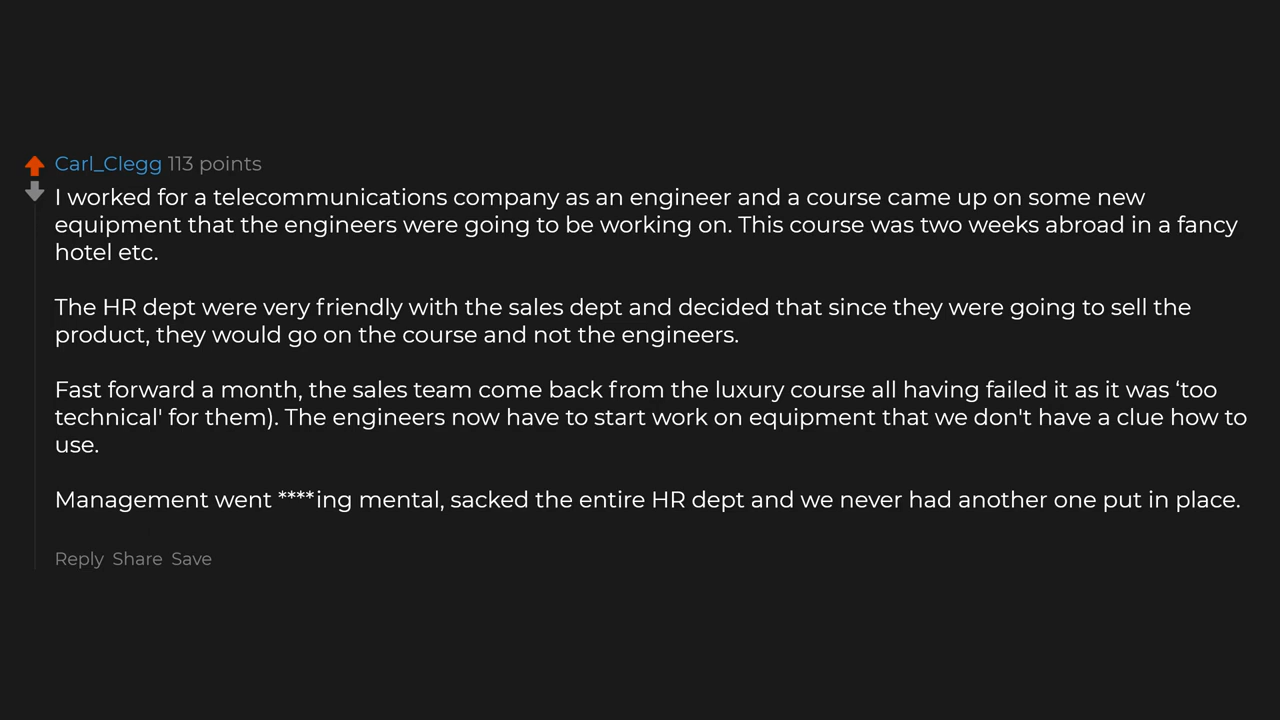 Carl_Clegg 113 points
I worked for a telecommunications company as an engineer and a course came up on some new
equipment that the engineers were going to be working on. This course was two weeks abroad in a fancy
hotel etc.
The HR dept were very friendly with the sales dept and decided that since they were going to sell the
product, they would go on the course and not the engineers.
Fast forward a month, the sales team come back from the luxury course all having failed it as it was ‘too
technical' for them). The engineers now have to start work on equipment that we don't have a clue how to
use.
Management went ****ing mental, sacked the entire HR dept and we never had another one put in place.
Reply Share Save